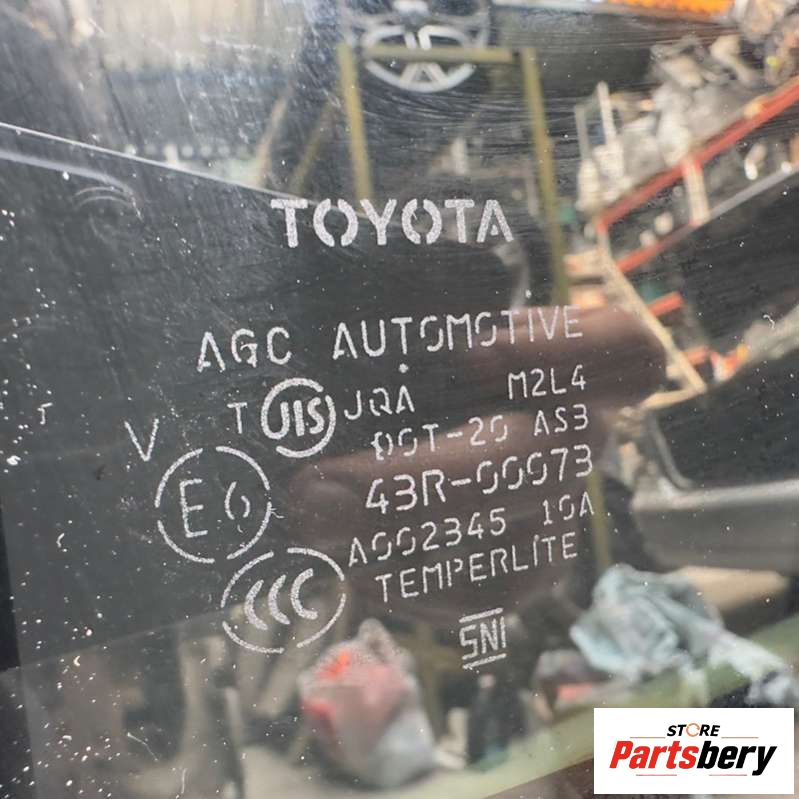 TOYOTA
AGC AUTOMOTIVE
V T JIS JQA M2L4
DOT-20 AS3
E6 43R-00073
A002345 10A
CCC TEMPERLITE
SNI
STORE
Partsbery